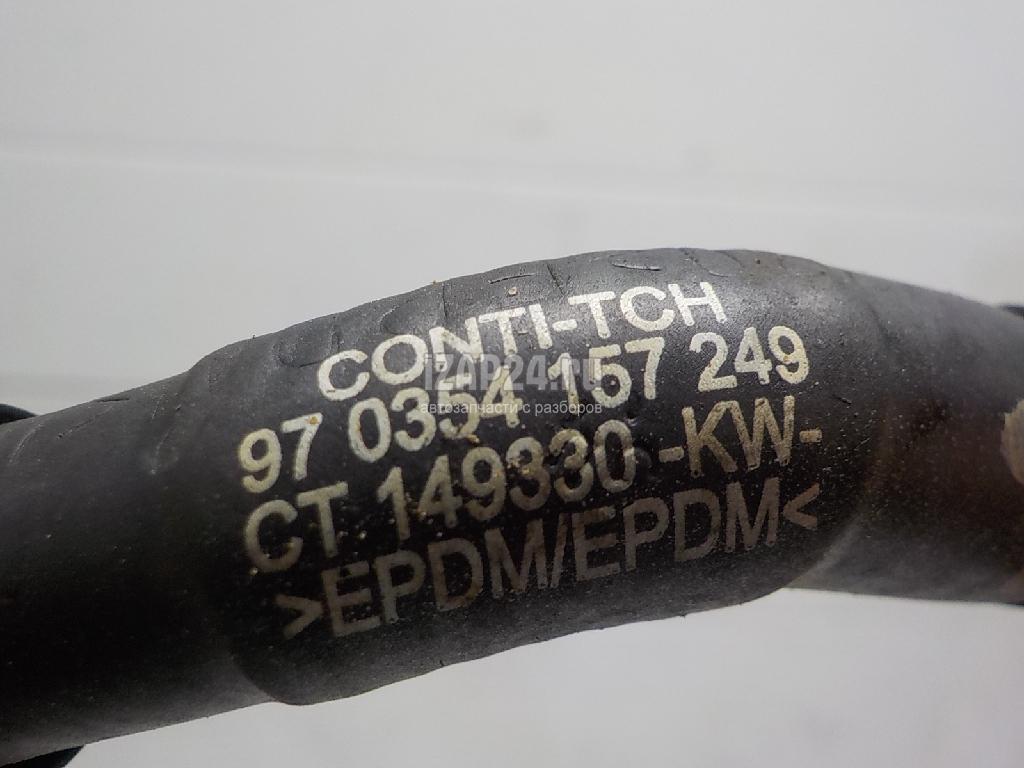 CONTI-TCH
97 0354 157 249
CT 149330 -KW-
>EPDM/EPDM<
iZAP24.ru
автозапчасти с разборов